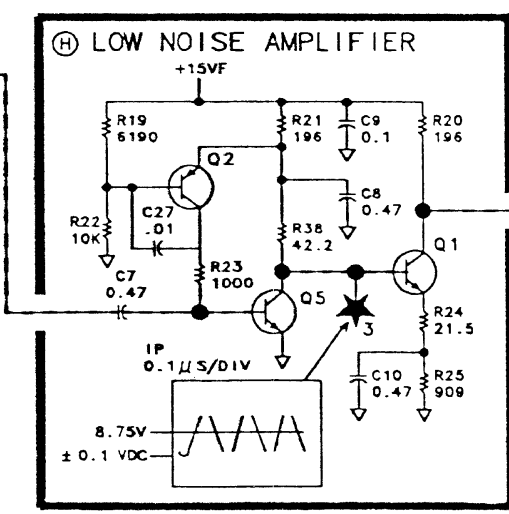 H LOW NOISE AMPLIFIER
+15VF
R19
6190
R21
196
C9
0.1
R20
196
Q2
C8
0.47
R22
10K
C27
.01
R38
42.2
Q1
C7
0.47
R23
1000
Q5
3
R24
21.5
1P
0.1µS/DIV
C10
0.47
R25
909
8.75V
± 0.1 VDC